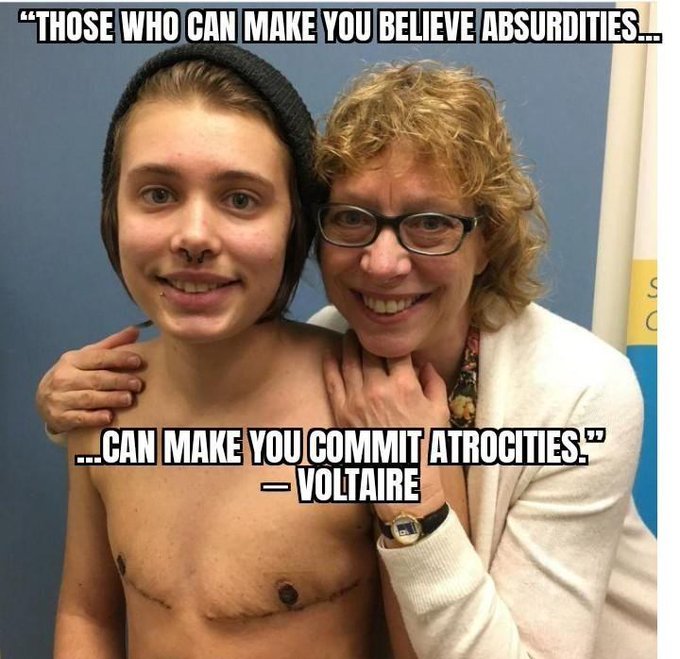 “THOSE WHO CAN MAKE YOU BELIEVE ABSURDITIES...
...CAN MAKE YOU COMMIT ATROCITIES.”
— VOLTAIRE